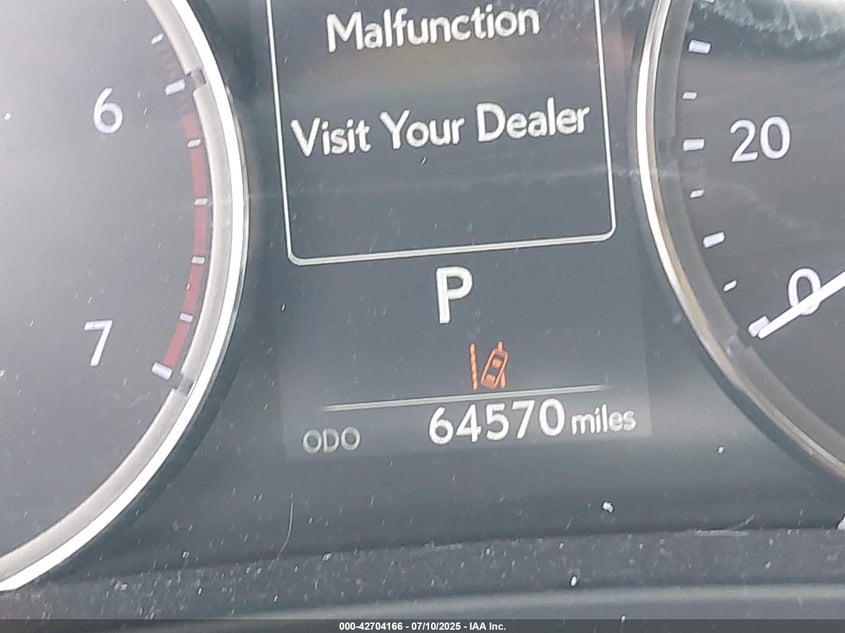 Malfunction
Visit Your Dealer
6
7
20
0
P
ODO 64570 miles
000-42704166 - 07/10/2025 - IAA Inc.